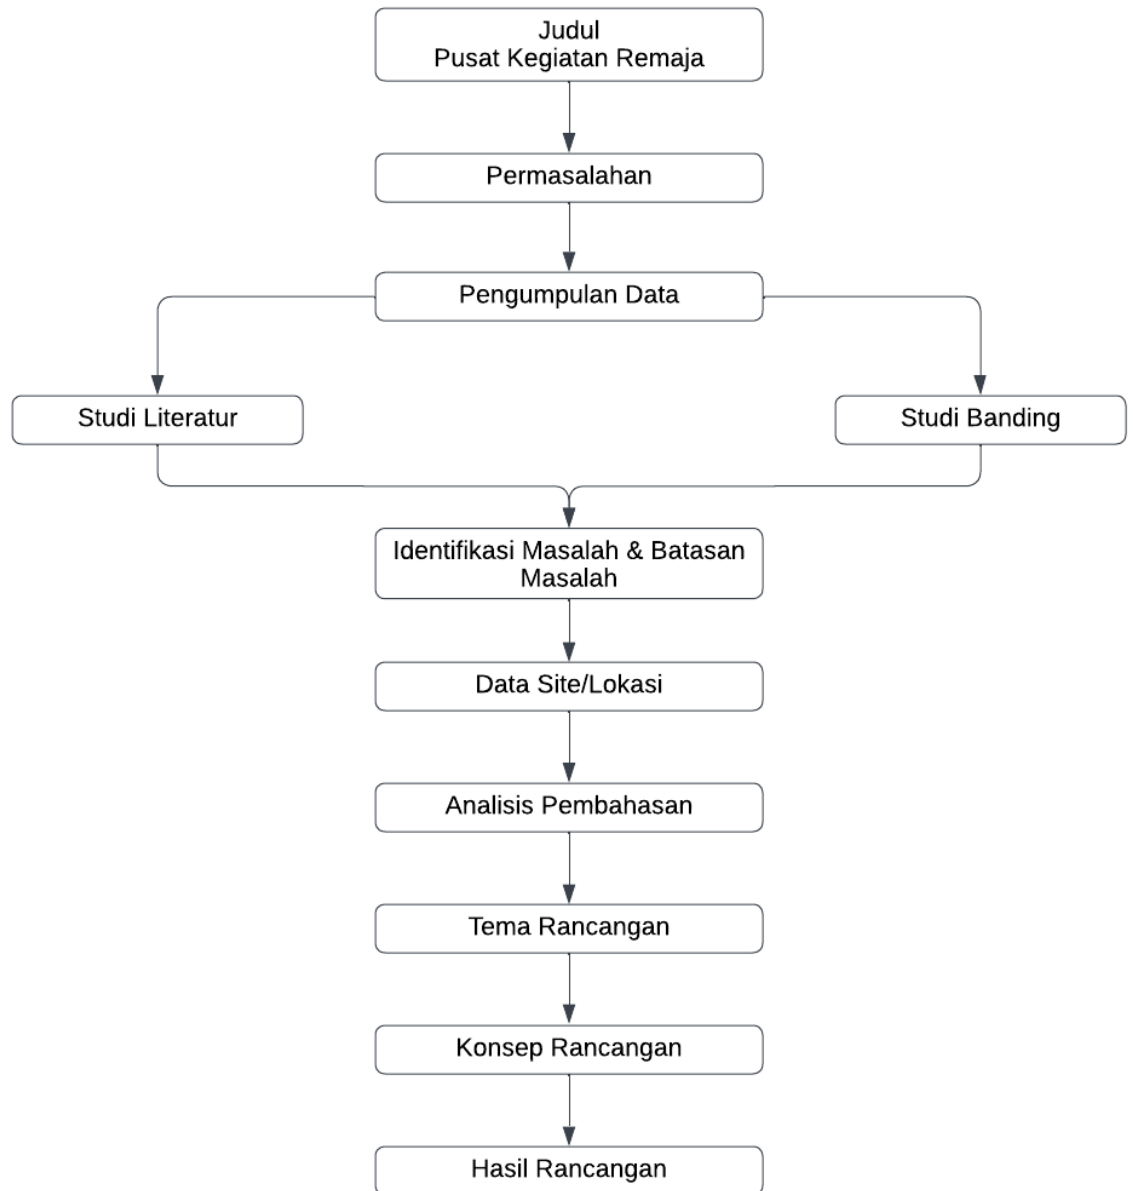 Judul
Pusat Kegiatan Remaja
Permasalahan
Pengumpulan Data
Studi Literatur
Studi Banding
Identifikasi Masalah & Batasan
Masalah
Data Site/Lokasi
Analisis Pembahasan
Tema Rancangan
Konsep Rancangan
Hasil Rancangan